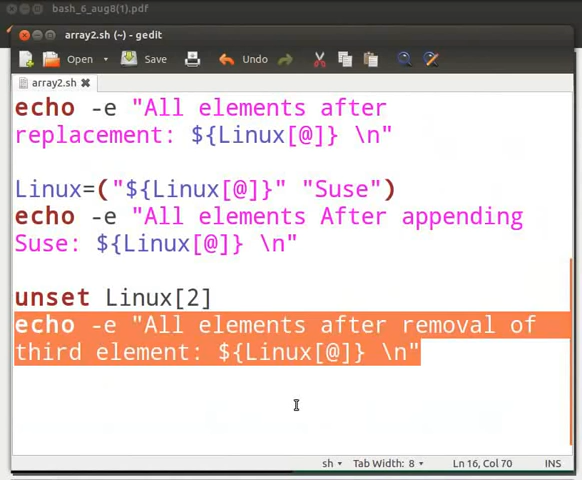 bash_6_aug8(1).pdf
array2.sh (~) - gedit
Open Save Undo
array2.sh
echo -e "All elements after
replacement: ${Linux[@]} \n"
Linux=("${Linux[@]}" "Suse")
echo -e "All elements After appending
Suse: ${Linux[@]} \n"
unset Linux[2]
echo -e "All elements after removal of
third element: ${Linux[@]} \n"
sh Tab Width: 8 Ln 16, Col 70 INS